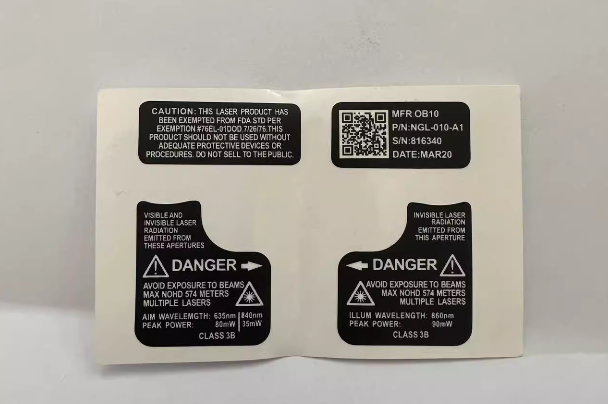 CAUTION: THIS LASER PRODUCT HAS
BEEN EXEMPTED FROM FDA STD PER
EXEMPTION #76EL-01DOD.7/26/76.THIS
PRODUCT SHOULD NOT BE USED WITHOUT
ADEQUATE PROTECTIVE DEVICES OR
PROCEDURES. DO NOT SELL TO THE PUBLIC.
MFR OB10
P/N:NGL-010-A1
S/N:816340
DATE:MAR20
VISIBLE AND
INVISIBLE LASER
RADIATION
EMITTED FROM
THESE APERTURES
DANGER
AVOID EXPOSURE TO BEAMS
MAX NOHD 574 METERS
MULTIPLE LASERS
AIM WAVELEMGTH: 635nm 840nm
PEAK POWER: 80mW 35mW
CLASS 3B
INVISIBLE LASER
RADIATION
EMITTED FROM
THIS APERTURE
DANGER
AVOID EXPOSURE TO BEAMS
MAX NOHD 574 METERS
MULTIPLE LASERS
ILLUM WAVELEMGTH: 860nm
PEAK POWER: 90mW
CLASS 3B